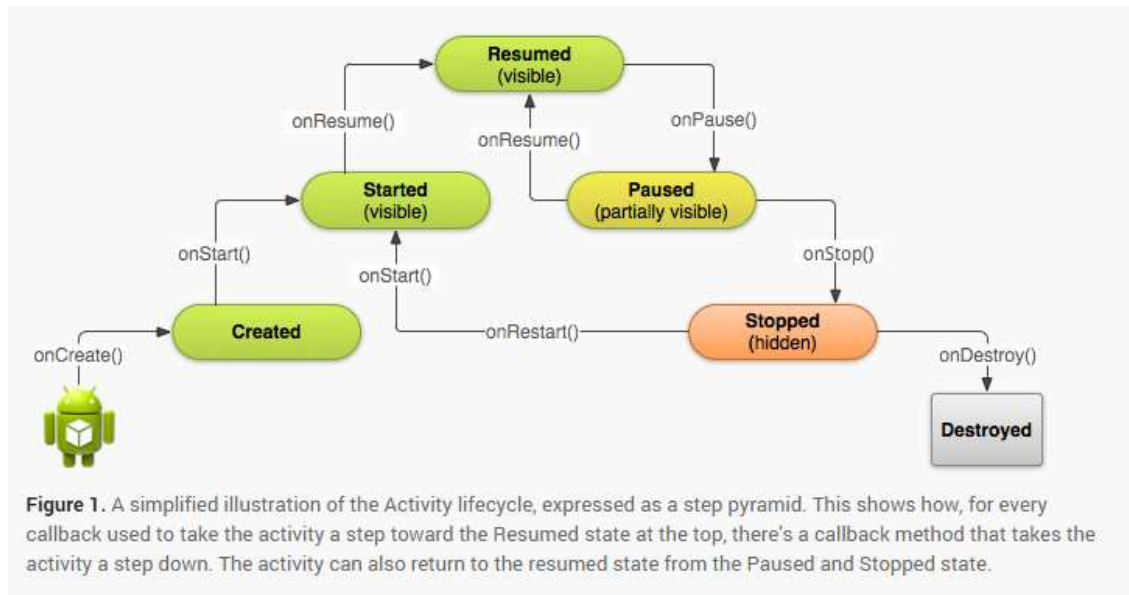 Resumed
(visible)
onResume()
onResume()
onPause()
Started
(visible)
Paused
(partially visible)
onStart()
onStart()
onStop()
Created
onRestart()
Stopped
(hidden)
onCreate()
onDestroy()
Destroyed
Figure 1. A simplified illustration of the Activity lifecycle, expressed as a step pyramid. This shows how, for every
callback used to take the activity a step toward the Resumed state at the top, there's a callback method that takes the
activity a step down. The activity can also return to the resumed state from the Paused and Stopped state.